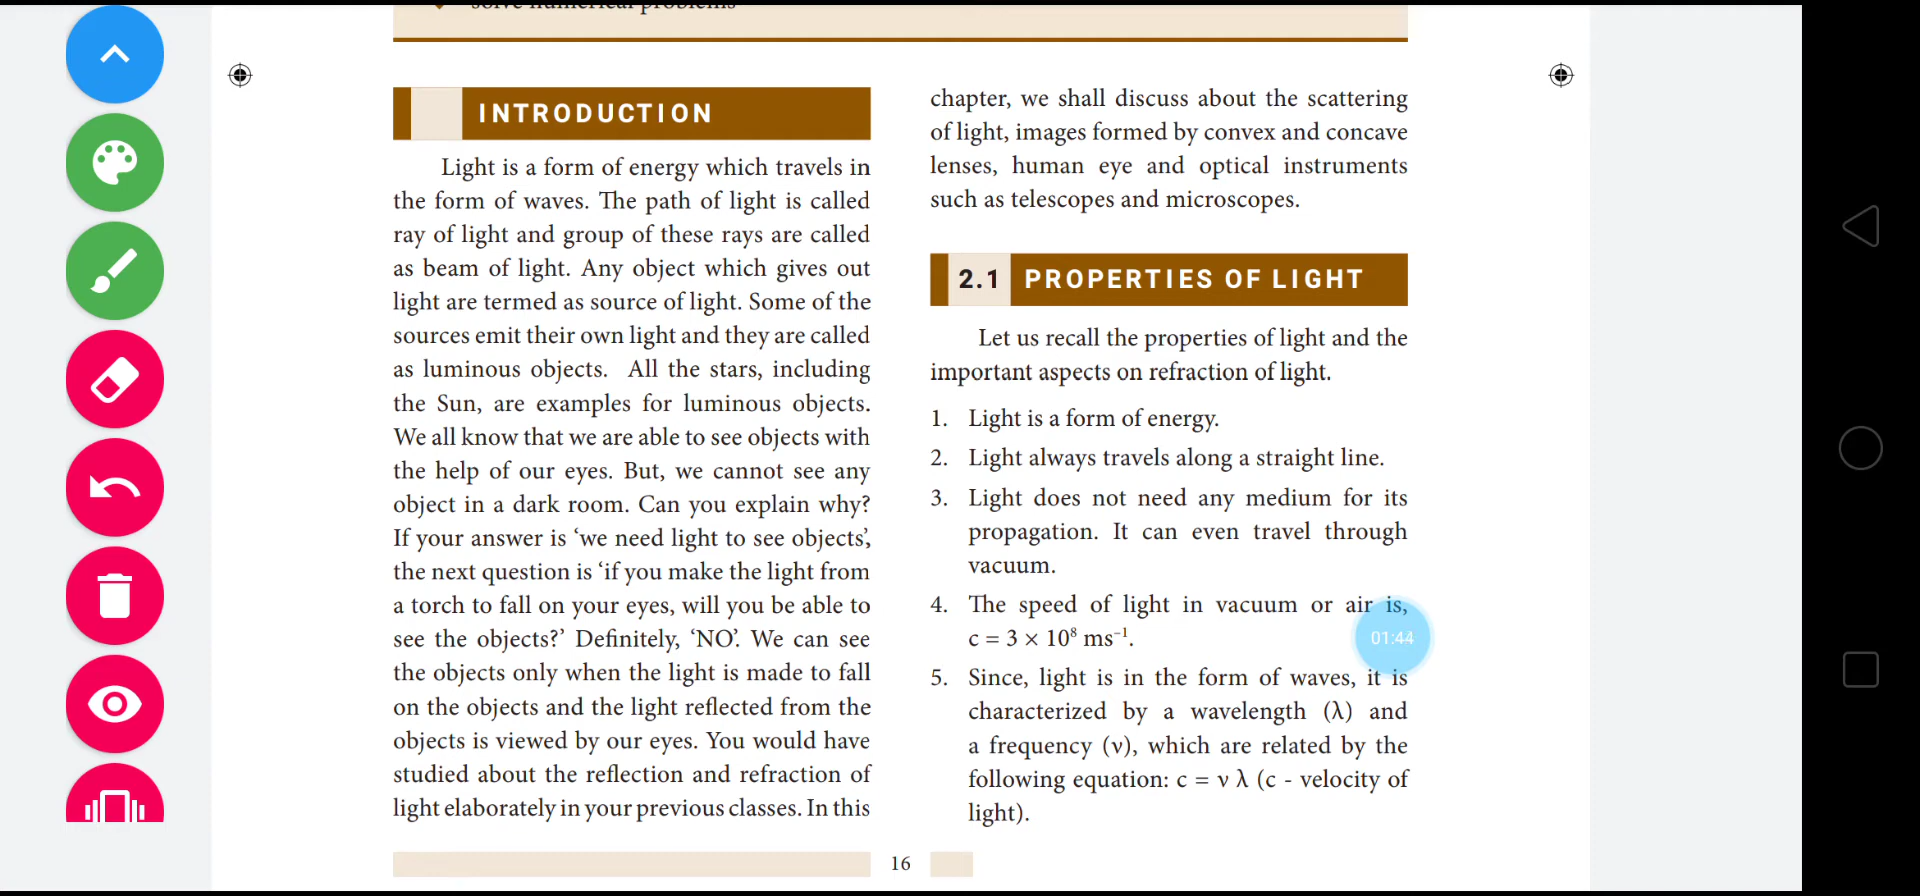 solve numerical problems
INTRODUCTION
Light is a form of energy which travels in
the form of waves. The path of light is called
ray of light and group of these rays are called
as beam of light. Any object which gives out
light are termed as source of light. Some of the
sources emit their own light and they are called
as luminous objects. All the stars, including
the Sun, are examples for luminous objects.
We all know that we are able to see objects with
the help of our eyes. But, we cannot see any
object in a dark room. Can you explain why?
If your answer is ‘we need light to see objects’,
the next question is ‘if you make the light from
a torch to fall on your eyes, will you be able to
see the objects?’ Definitely, ‘NO’. We can see
the objects only when the light is made to fall
on the objects and the light reflected from the
objects is viewed by our eyes. You would have
studied about the reflection and refraction of
light elaborately in your previous classes. In this
chapter, we shall discuss about the scattering
of light, images formed by convex and concave
lenses, human eye and optical instruments
such as telescopes and microscopes.
2.1 PROPERTIES OF LIGHT
Let us recall the properties of light and the
important aspects on refraction of light.
1. Light is a form of energy.
2. Light always travels along a straight line.
3. Light does not need any medium for its
propagation. It can even travel through
vacuum.
4. The speed of light in vacuum or air is,
c = 3 × 10⁸ ms⁻¹.
01:44
5. Since, light is in the form of waves, it is
characterized by a wavelength (λ) and
a frequency (ν), which are related by the
following equation: c = ν λ (c - velocity of
light).
16